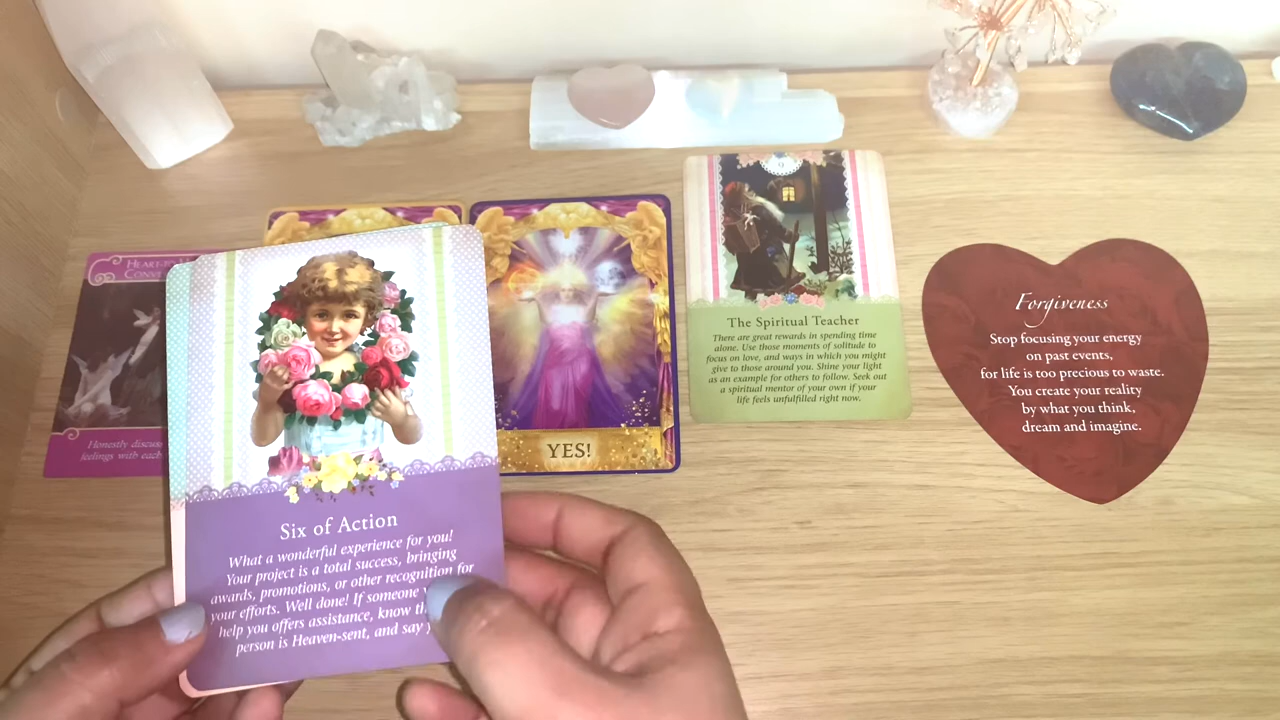 HEART-TO
Honestly discuss
feelings with each
Six of Action
What a wonderful experience for you!
Your project is a total success, bringing
awards, promotions, or other recognition for
your efforts. Well done! If someone
help you offers assistance, know
person is Heaven-sent, and say
YES!
The Spiritual Teacher
There are great rewards in spending time
alone. Use those moments of solitude to
focus on love, and ways in which you might
give to those around you. Shine your light
as an example for others to follow. Seek out
a spiritual mentor of your own if your
life feels unfulfilled right now.
Forgiveness
Stop focusing your energy
on past events,
for life is too precious to waste.
You create your reality
by what you think,
dream and imagine.